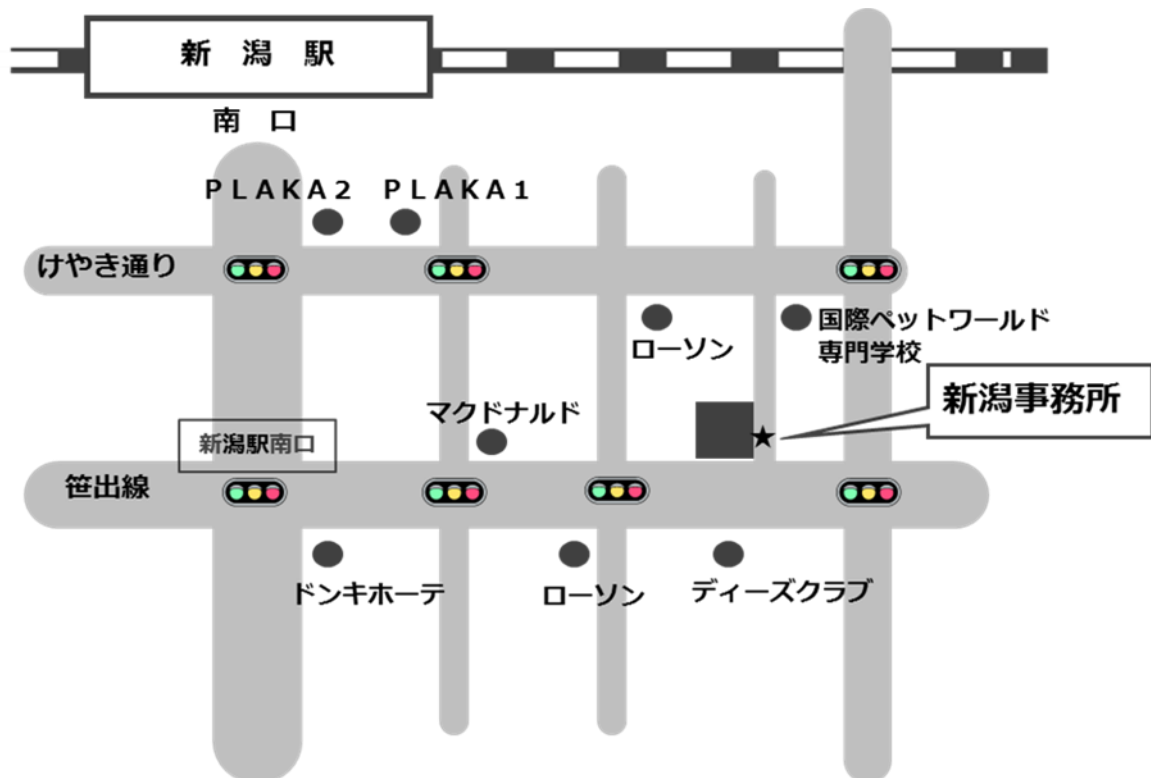 新　潟　駅
南　口
ＰＬＡＫＡ２
ＰＬＡＫＡ１
けやき通り
ローソン
国際ペットワールド
専門学校
新潟事務所
マクドナルド
新潟駅南口
笹出線
ドンキホーテ
ローソン
ディーズクラブ